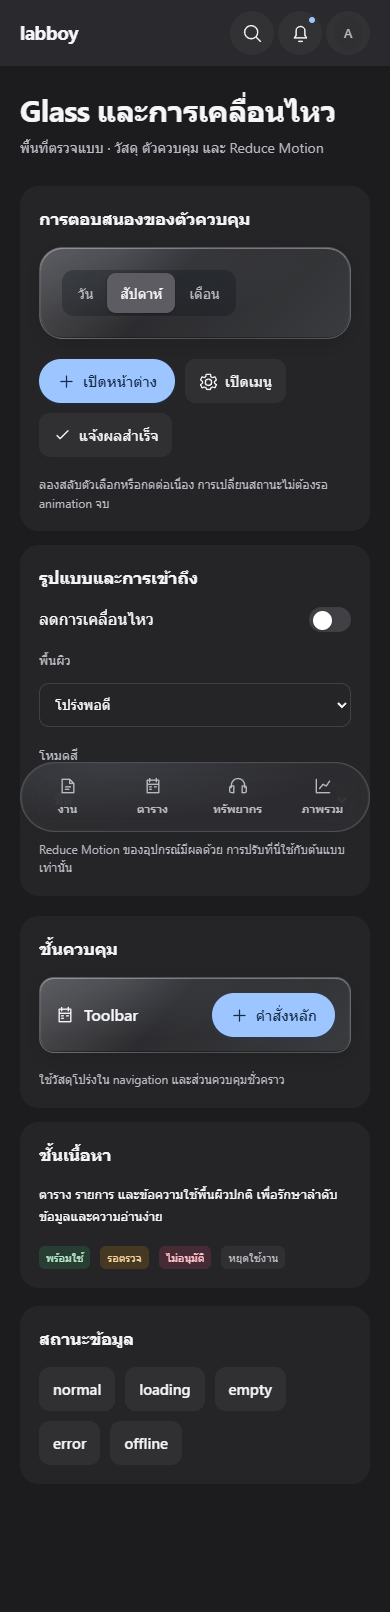 labboy
A
Glass และการเคลื่อนไหว
พื้นที่ตรวจแบบ · วัสดุ ตัวควบคุม และ Reduce Motion
การตอบสนองของตัวควบคุม
วัน สัปดาห์ เดือน
เปิดหน้าต่าง เปิดเมนู
แจ้งผลสำเร็จ
ลองสลับตัวเลือกหรือกดต่อเนื่อง การเปลี่ยนสถานะไม่ต้องรอ
animation จบ
รูปแบบและการเข้าถึง
ลดการเคลื่อนไหว
พื้นผิว
โปร่งพอดี
โหมดสี
งาน ตาราง ทรัพยากร ภาพรวม
Reduce Motion ของอุปกรณ์มีผลด้วย การปรับที่นี่ใช้กับต้นแบบ
เท่านั้น
ชั้นควบคุม
Toolbar คำสั่งหลัก
ใช้วัสดุโปร่งใน navigation และส่วนควบคุมชั่วคราว
ชั้นเนื้อหา
ตาราง รายการ และข้อความใช้พื้นผิวปกติ เพื่อรักษาลำดับ
ข้อมูลและความอ่านง่าย
พร้อมใช้ รอตรวจ ไม่อนุมัติ หยุดใช้งาน
สถานะข้อมูล
normal loading empty
error offline